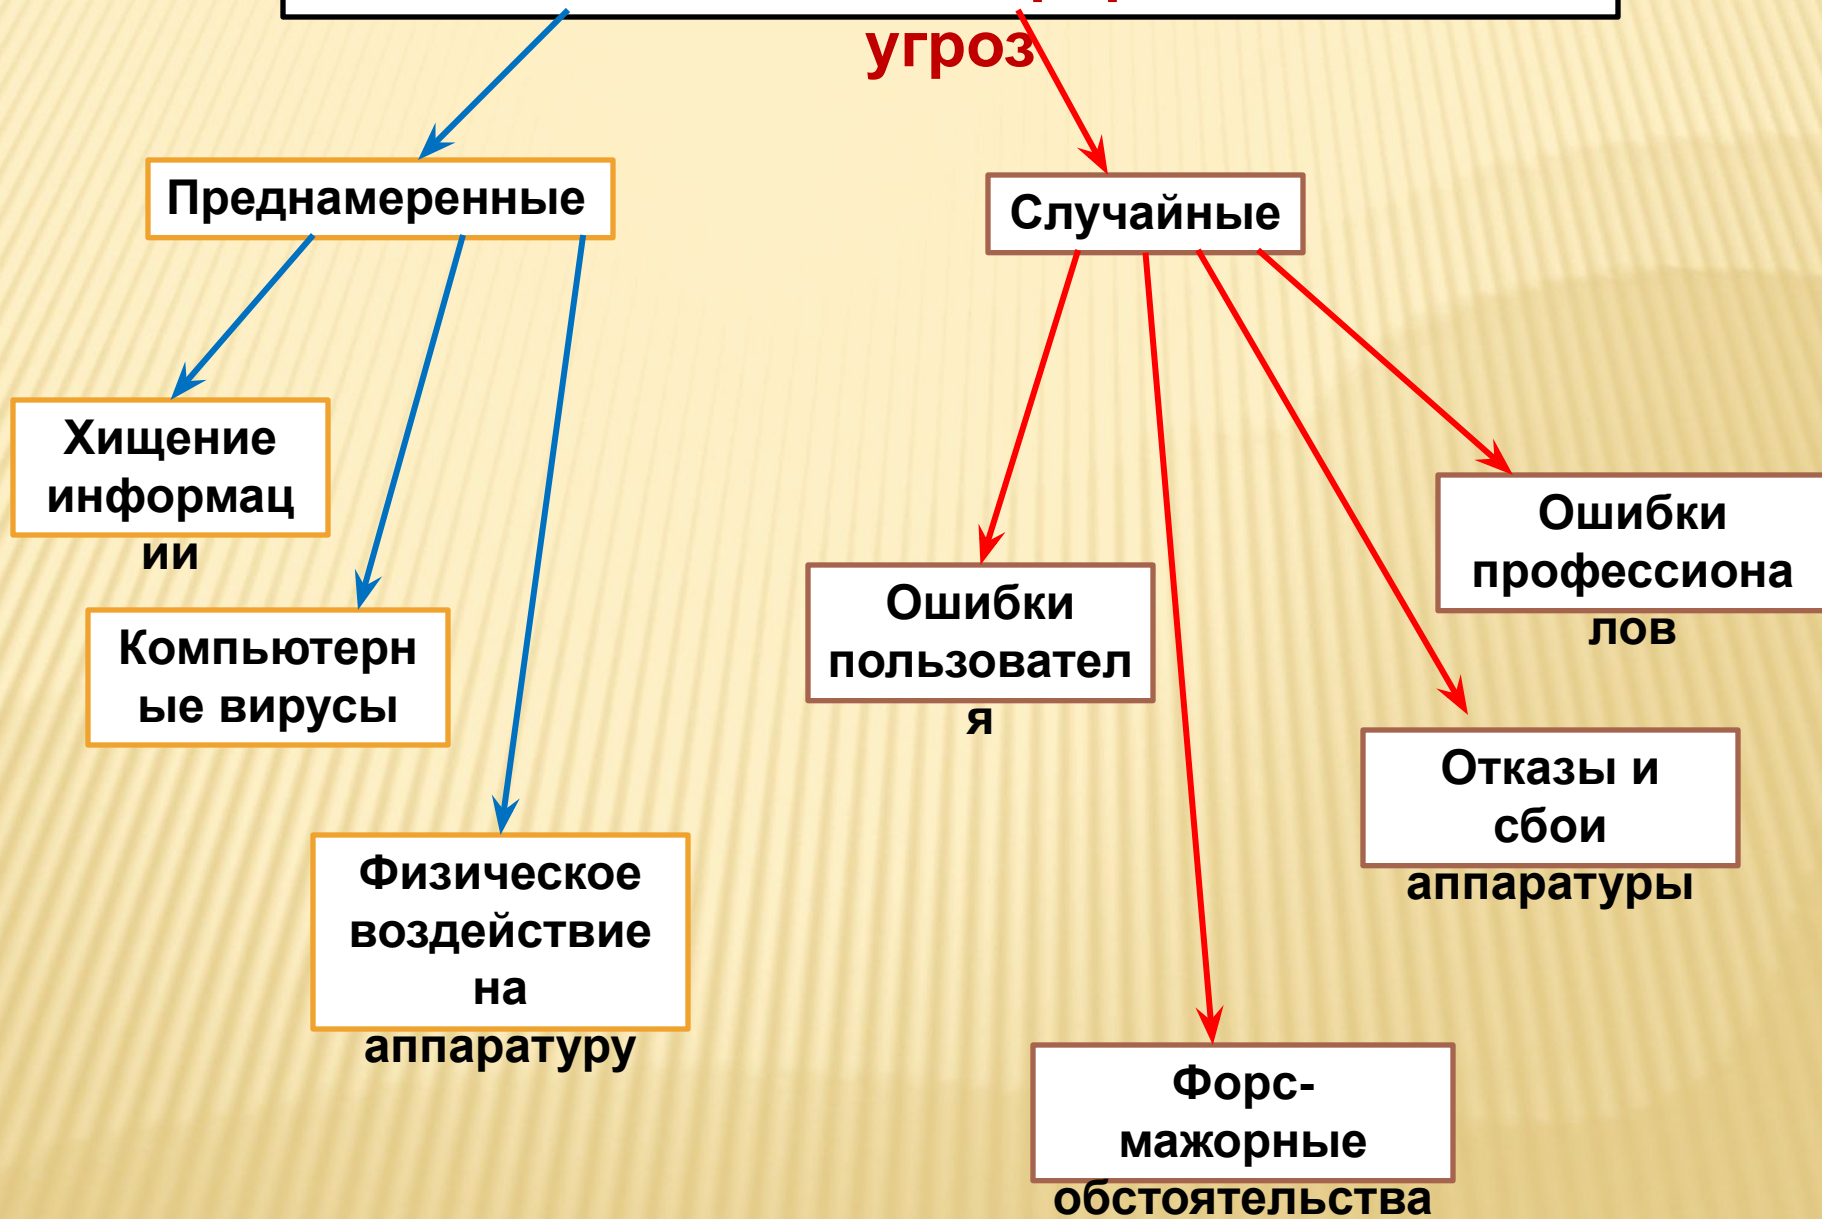 угроз
Преднамеренные
Случайные
Хищение
информац
ии
Компьютерн
ые вирусы
Физическое
воздействие
на
аппаратуру
Ошибки
пользовател
я
Ошибки
профессиона
лов
Отказы и
сбои
аппаратуры
Форс-
мажорные
обстоятельства